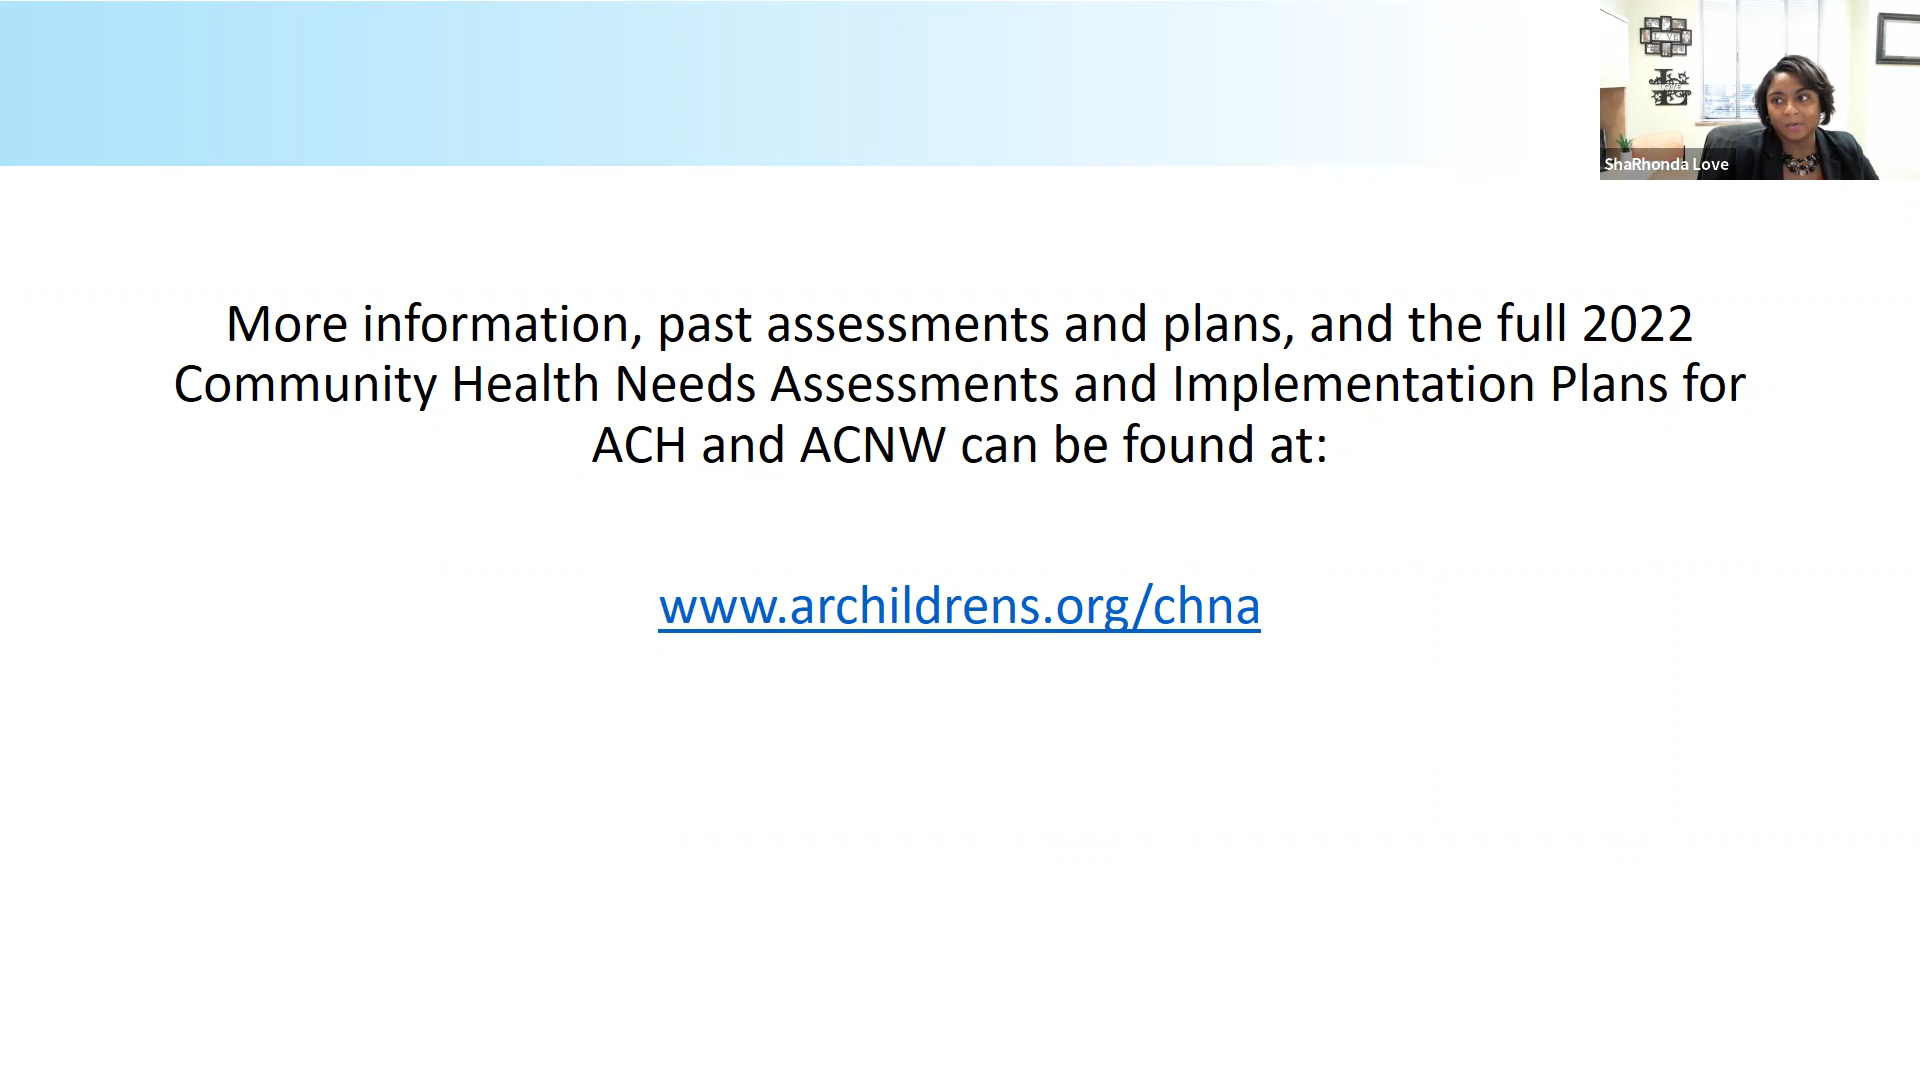 More information, past assessments and plans, and the full 2022
Community Health Needs Assessments and Implementation Plans for
ACH and ACNW can be found at:
www.archildrens.org/chna
ShaRhonda Love